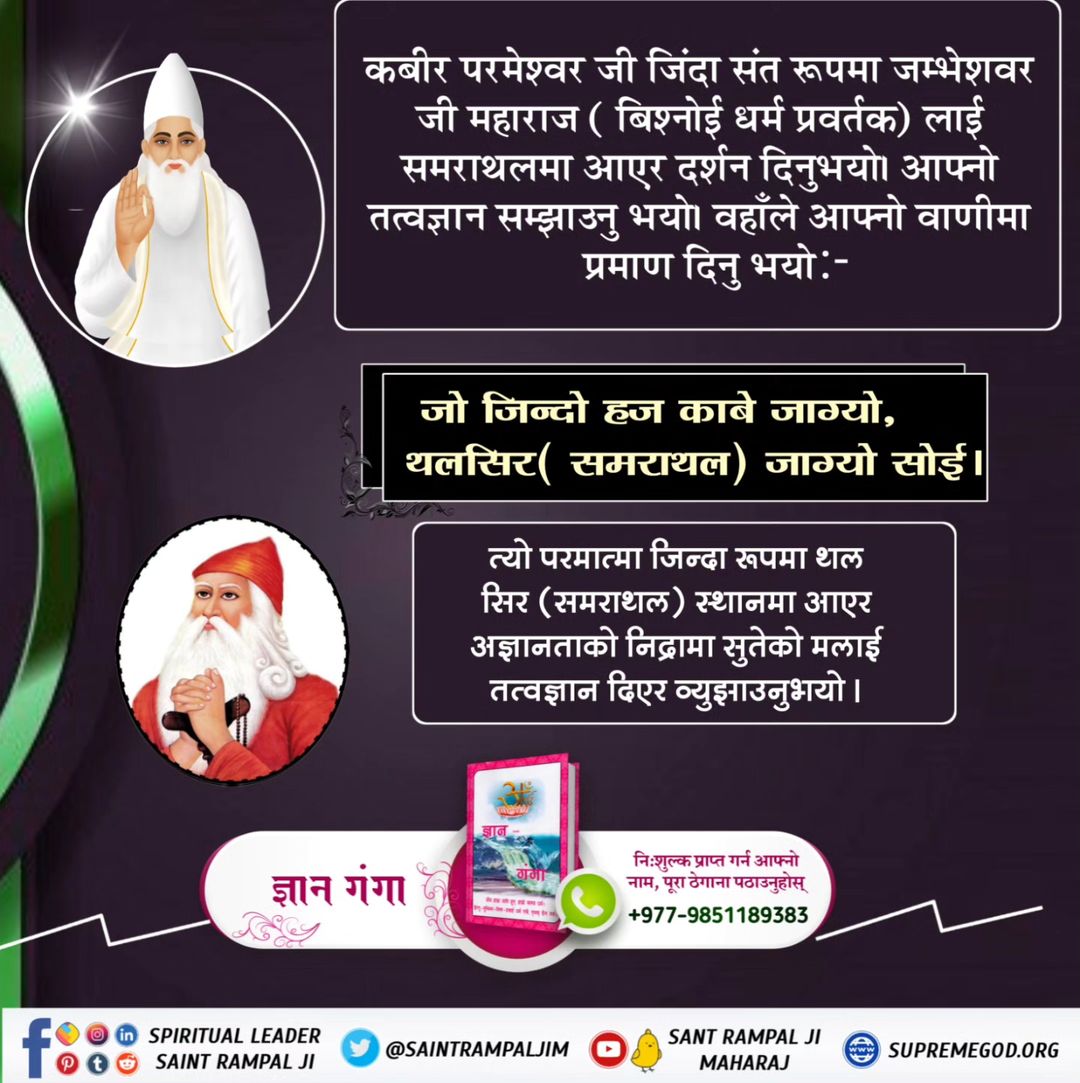 कबीर परमेश्वर जी जिंदा संत रूपमा जम्भेशवर
जी महाराज ( बिश्नोई धर्म प्रवर्तक) लाई
समराथलमा आएर दर्शन दिनुभयो। आफ्नो
तत्वज्ञान सम्झाउनु भयो। वहाँले आफ्नो वाणीमा
प्रमाण दिनु भयो:-
जो जिन्दो हज काबे जाग्यो,
थलसिर( समराथल) जाग्यो सोई।
त्यो परमात्मा जिन्दा रूपमा थल
सिर (समराथल) स्थानमा आएर
अज्ञानताको निद्रामा सुतेको मलाई
तत्वज्ञान दिएर व्युझाउनुभयो।
ज्ञान गंगा
ज्ञान
गंगा
नि:शुल्क प्राप्त गर्न आफ्नो
नाम, पूरा ठेगाना पठाउनुहोस्
+977-9851189383
SPIRITUAL LEADER
SAINT RAMPAL JI
@SAINTRAMPALJIM
SANT RAMPAL JI
MAHARAJ
SUPREMEGOD.ORG